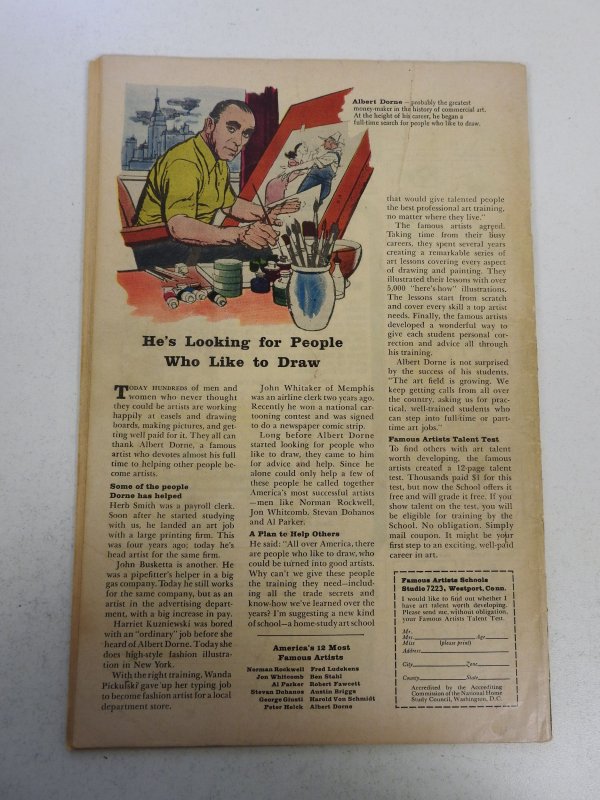 Albert Dorne—probably the greatest
money-maker in the history of commercial art.
At the height of his career, he began a
full-time search for people who like to draw.
He's Looking for People
Who Like to Draw
TODAY HUNDREDS of men and
women who never thought
they could be artists are working
happily at easels and drawing
boards, making pictures, and get-
ting well paid for it. They all can
thank Albert Dorne, a famous
artist who devotes almost his full
time to helping other people be-
come artists.
Some of the people
Dorne has helped
Herb Smith was a payroll clerk.
Soon after he started studying
with us, he landed an art job
with a large printing firm. This
was four years ago; today he's
head artist for the same firm.
John Busketta is another. He
was a pipefitter's helper in a big
gas company. Today he still works
for the same company, but as an
artist in the advertising depart-
ment, with a big increase in pay.
Harriet Kuzniewski was bored
with an "ordinary" job before she
heard of Albert Dorne. Today she
does high-style fashion illustra-
tion in New York.
With the right training, Wanda
Pickulski gave up her typing job
to become fashion artist for a local
department store.
John Whitaker of Memphis
was an airline clerk two years ago.
Recently he won a national car-
tooning contest and was signed
to do a newspaper comic strip.
Long before Albert Dorne
started looking for people who
like to draw, they came to him
for advice and help. Since he
alone could only help a few of
these people he called together
America's most successful artists
—men like Norman Rockwell,
Jon Whitcomb, Stevan Dohanos
and Al Parker.
A Plan to Help Others
He said: "All over America, there
are people who like to draw, who
could be turned into good artists.
Why can't we give these people
the training they need—includ-
ing all the trade secrets and
know-how we've learned over the
years? I'm suggesting a new kind
of school—a home-study art school
America's 12 Most
Famous Artists
Norman Rockwell Fred Ludekens
Jon Whitcomb Ben Stahl
Al Parker Robert Fawcett
Stevan Dohanos Austin Briggs
George Giusti Harold Von Schmidt
Peter Helck Albert Dorne
that would give talented people
the best professional art training,
no matter where they live."
The famous artists agreed.
Taking time from their busy
careers, they spent several years
creating a remarkable series of
art lessons covering every aspect
of drawing and painting. They
illustrated their lessons with over
5,000 "here's-how" illustrations.
The lessons start from scratch
and cover every skill a top artist
needs. Finally, the famous artists
developed a wonderful way to
give each student personal cor-
rection and advice all through
his training.
Albert Dorne is not surprised
by the success of his students.
"The art field is growing. We
keep getting calls from all over
the country, asking us for prac-
tical, well-trained students who
can step into full-time or part-
time art jobs."
Famous Artists Talent Test
To find others with art talent
worth developing, the famous
artists created a 12-page talent
test. Thousands paid $1 for this
test, but now the School offers it
free and will grade it free. If you
show talent on the test, you will
be eligible for training by the
School. No obligation. Simply
mail coupon. It might be your
first step to an exciting, well-paid
career in art.
Famous Artists Schools
Studio 7223, Westport, Conn.
I would like to find out whether I
have art talent worth developing.
Please send me, without obligation,
your Famous Artists Talent Test.
Mr.
Mrs. Age
Miss (please print)
Address
City Zone
County State
Accredited by the Accrediting
Commission of the National Home
Study Council, Washington, D.C.